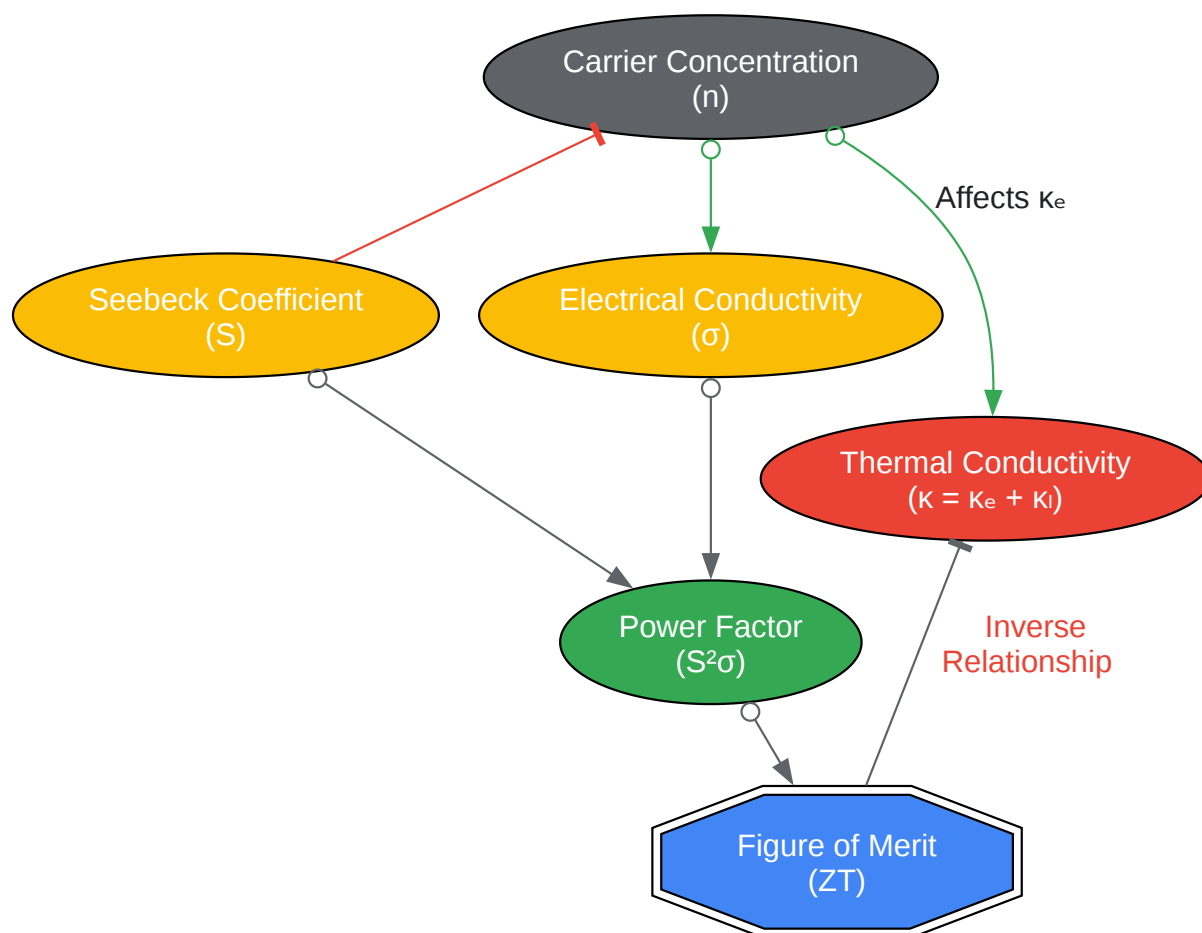 Carrier Concentration
(n)
Affects κₑ
Seebeck Coefficient
(S)
Electrical Conductivity
(σ)
Thermal Conductivity
(κ = κₑ + κₗ)
Power Factor
(S²σ)
Inverse
Relationship
Figure of Merit
(ZT)